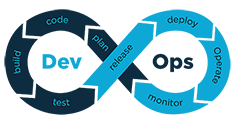 code
deploy
plan
release
build
Dev
Ops
Operate
test
monitor